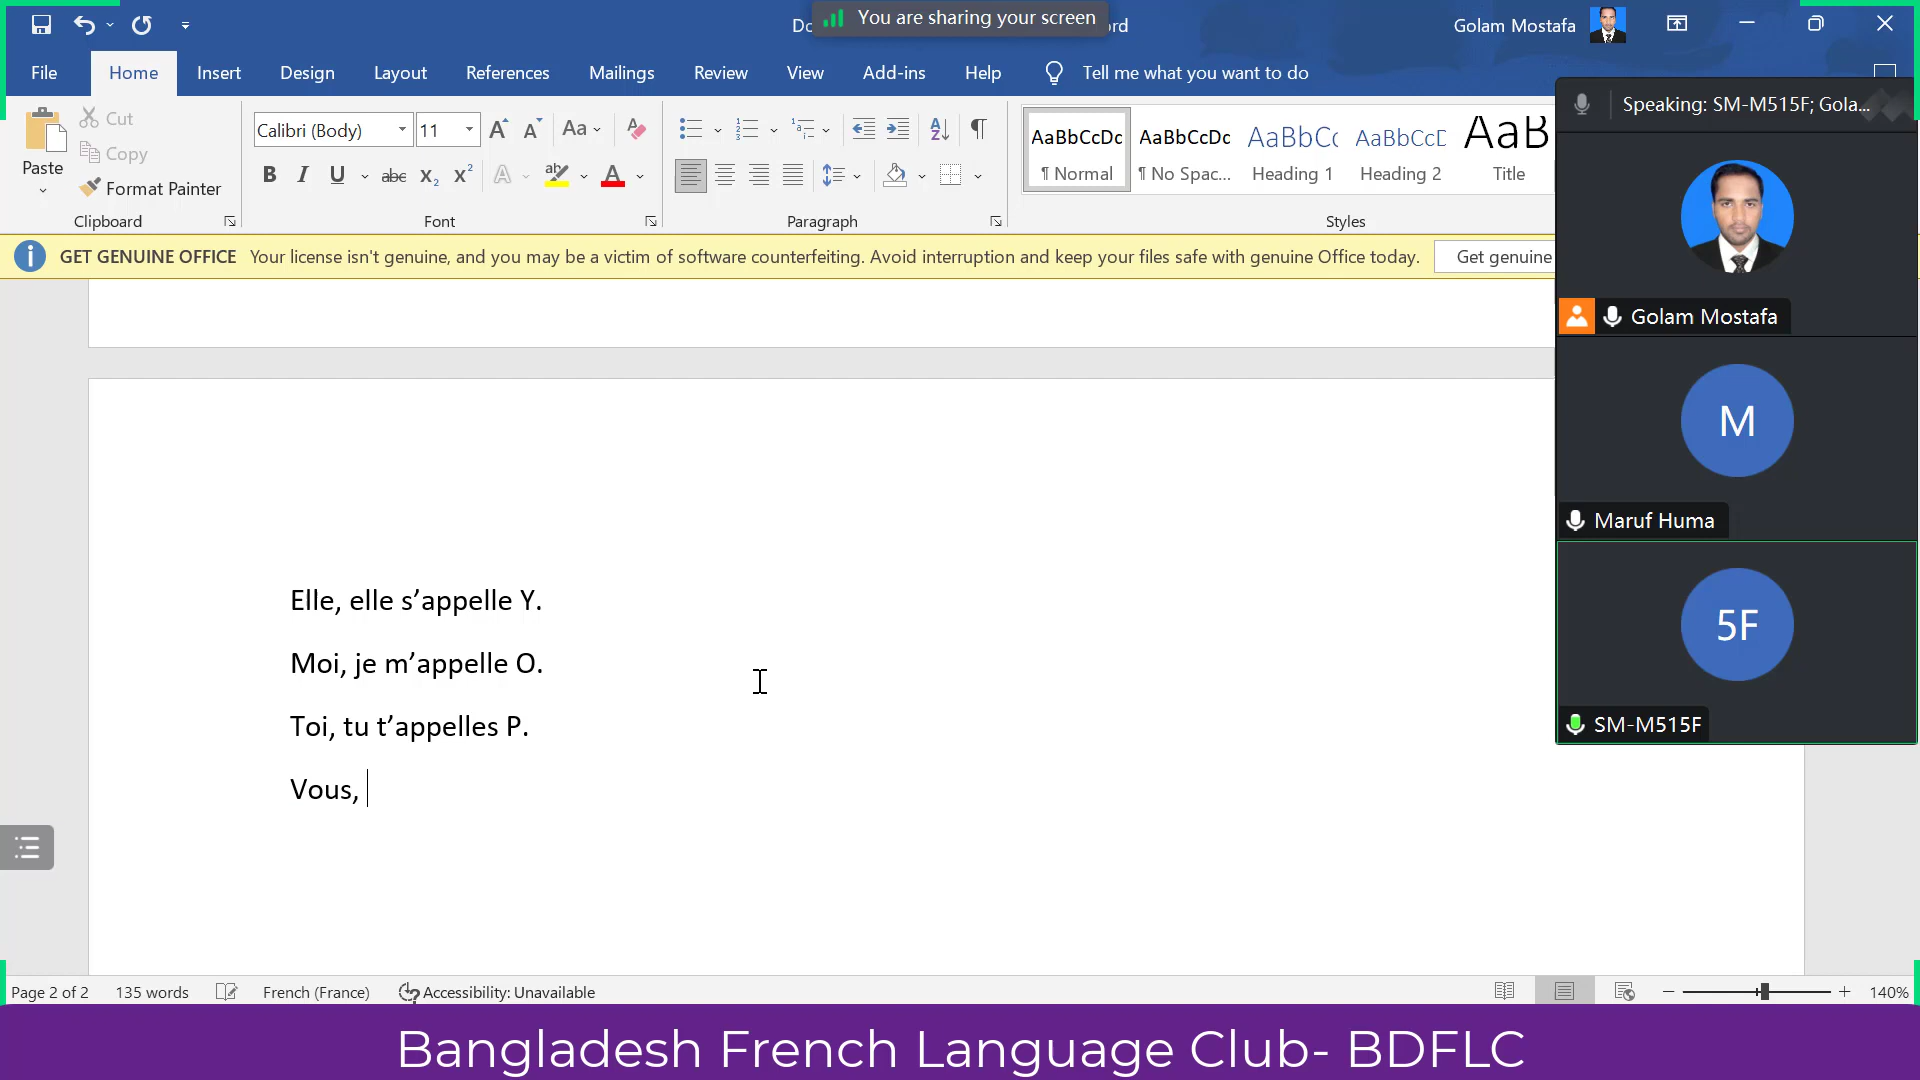 You are sharing your screen
Golam Mostafa
File Home Insert Design Layout References Mailings Review View Add-ins Help Tell me what you want to do
Speaking: SM-M515F; Gola...
Paste
Cut
Copy
Format Painter
Clipboard
Calibri (Body) 11
Font
Paragraph
AaBbCcDc AaBbCcDc AaBbCc AaBbCcD AaB
¶ Normal ¶ No Spac... Heading 1 Heading 2 Title
Styles
GET GENUINE OFFICE Your license isn't genuine, and you may be a victim of software counterfeiting. Avoid interruption and keep your files safe with genuine Office today. Get genuine
Golam Mostafa
M
Maruf Huma
5F
SM-M515F
Elle, elle s’appelle Y.
Moi, je m’appelle O.
Toi, tu t’appelles P.
Vous,
Page 2 of 2 135 words French (France) Accessibility: Unavailable 140%
Bangladesh French Language Club- BDFLC